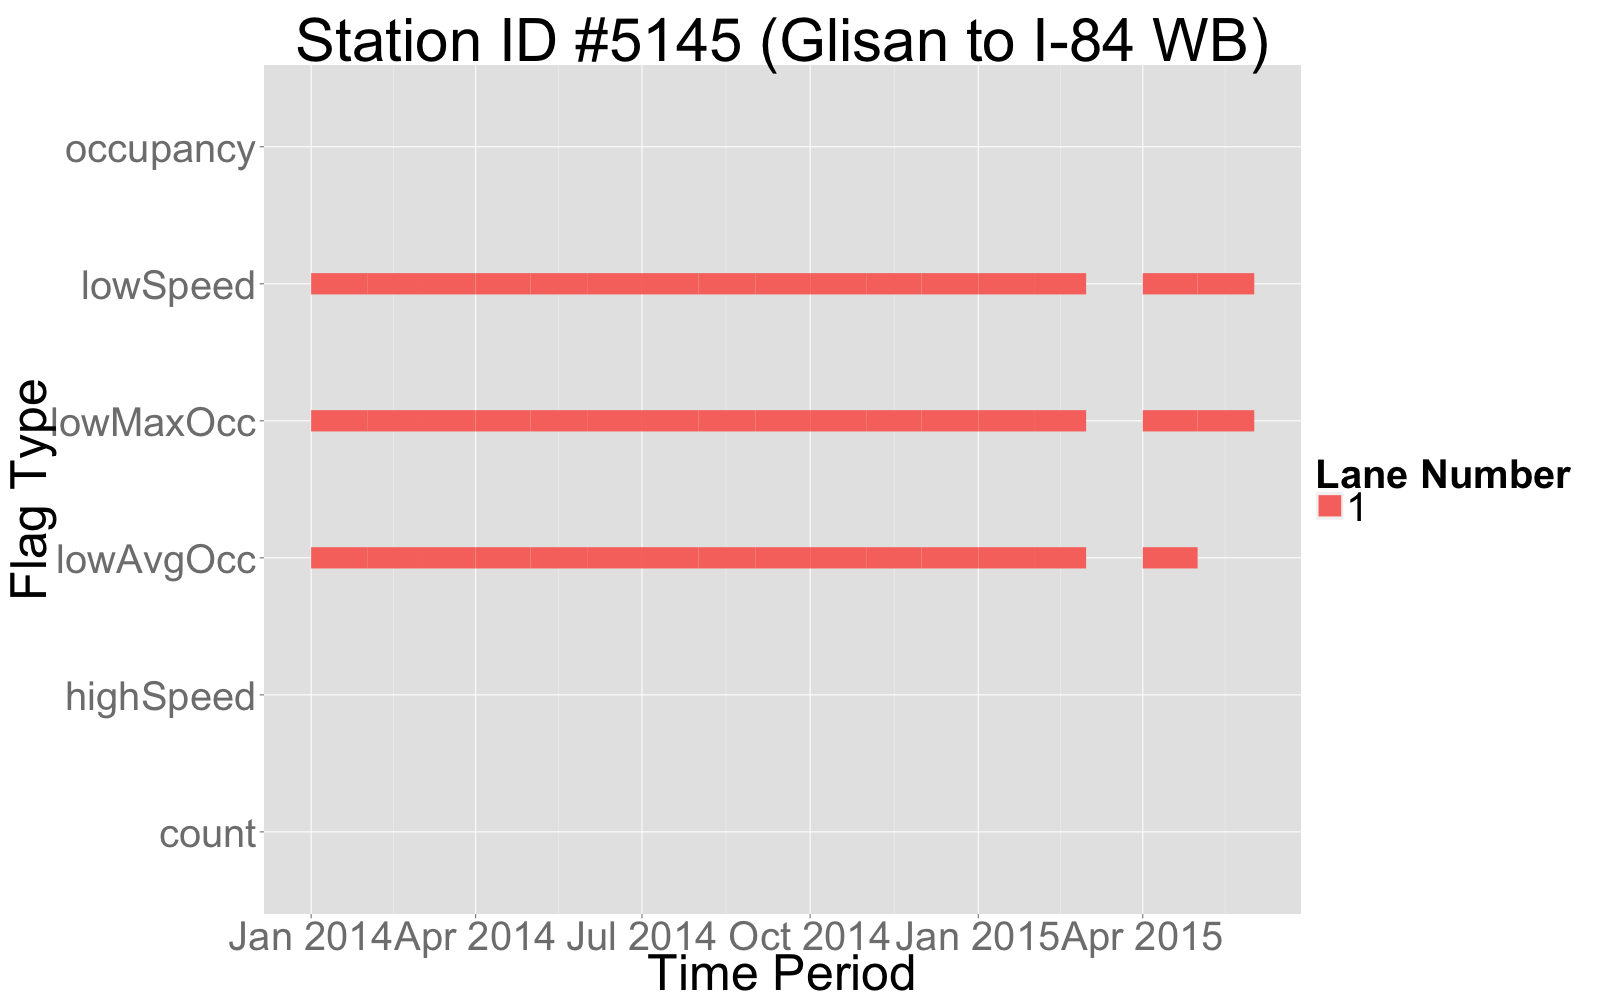 Station ID #5145 (Glisan to I-84 WB)
occupancy
lowSpeed
lowMaxOcc
lowAvgOcc
highSpeed
count
Flag Type
Jan 2014 Apr 2014 Jul 2014 Oct 2014 Jan 2015 Apr 2015
Time Period
Lane Number
1